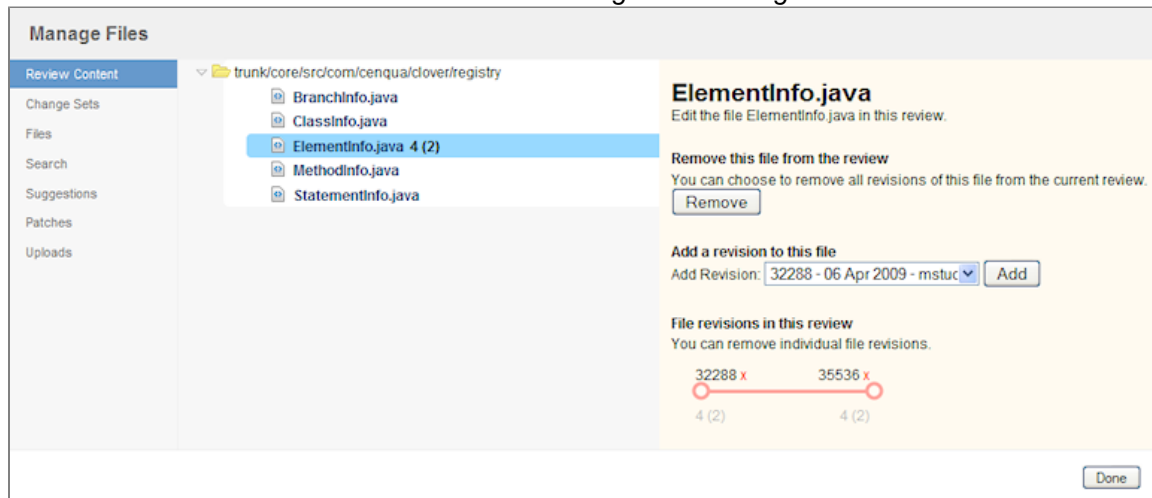 Manage Files
Review Content
Change Sets
Files
Search
Suggestions
Patches
Uploads
trunk/core/src/com/cenqua/clover/registry
BranchInfo.java
ClassInfo.java
ElementInfo.java 4 (2)
MethodInfo.java
StatementInfo.java
ElementInfo.java
Edit the file ElementInfo.java in this review.
Remove this file from the review
You can choose to remove all revisions of this file from the current review.
Remove
Add a revision to this file
Add Revision: 32288 - 06 Apr 2009 - mstuc Add
File revisions in this review
You can remove individual file revisions.
32288 x 35536 x
4 (2) 4 (2)
Done